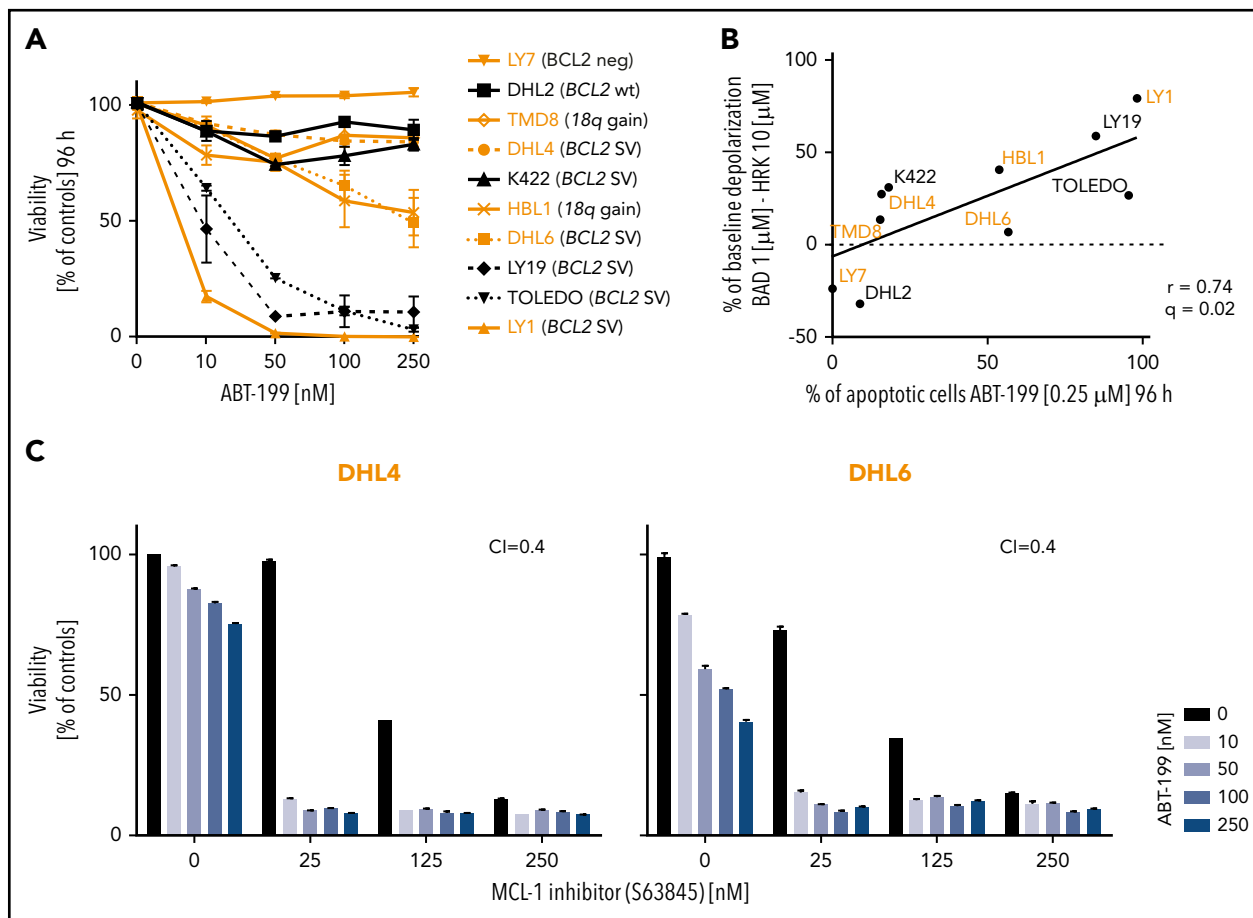 A
Viability
[% of controls] 96 h
100
50
0
0
10
50
100
250
ABT-199 [nM]
LY7 (BCL2 neg)
DHL2 (BCL2 wt)
TMD8 (18q gain)
DHL4 (BCL2 SV)
K422 (BCL2 SV)
HBL1 (18q gain)
DHL6 (BCL2 SV)
LY19 (BCL2 SV)
TOLEDO (BCL2 SV)
LY1 (BCL2 SV)
B
% of baseline depolarization
BAD 1 [µM] - HRK 10 [µM]
100
50
0
-50
LY1
LY19
HBL1
TOLEDO
K422
DHL4
DHL6
TMD8
LY7
DHL2
r = 0.74
q = 0.02
0
50
100
% of apoptotic cells ABT-199 [0.25 µM] 96 h
C
DHL4
Viability
[% of controls]
100
50
0
CI=0.4
0
25
125
250
DHL6
CI=0.4
0
25
125
250
MCL-1 inhibitor (S63845) [nM]
ABT-199 [nM]
0
10
50
100
250